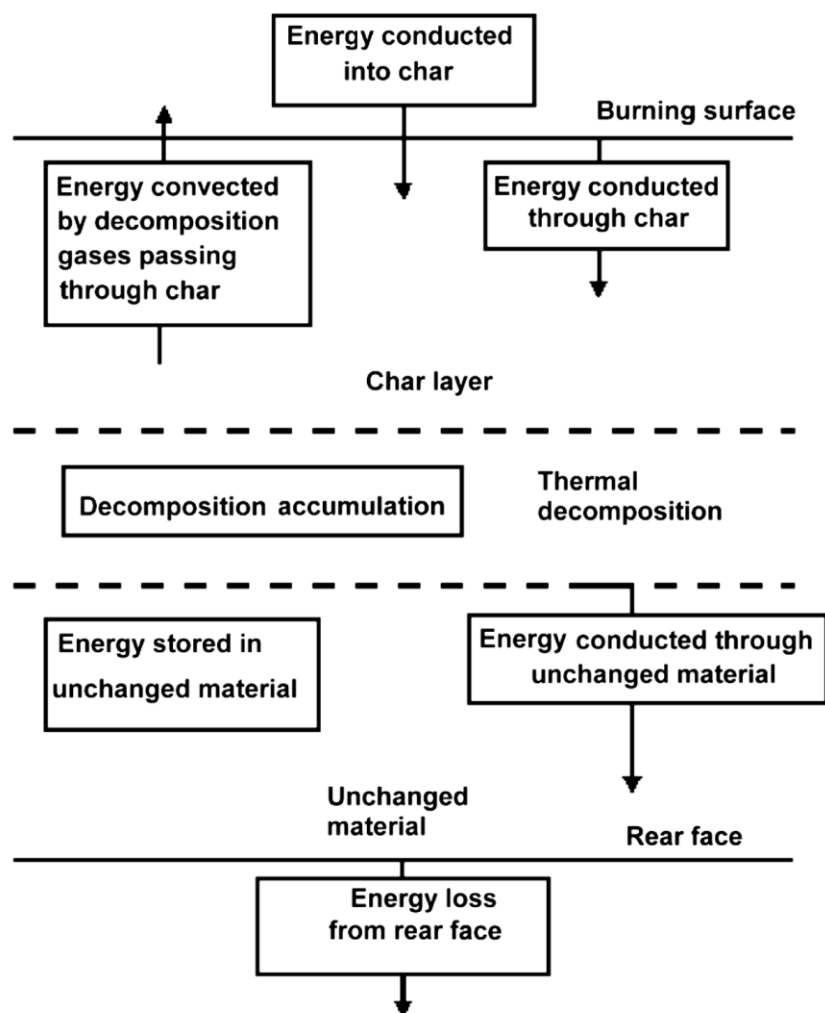 Energy conducted
into char
Burning surface
Energy convected
by decomposition
gases passing
through char
Energy conducted
through char
Char layer
Decomposition accumulation
Thermal
decomposition
Energy stored in
unchanged material
Energy conducted through
unchanged material
Unchanged
material
Rear face
Energy loss
from rear face